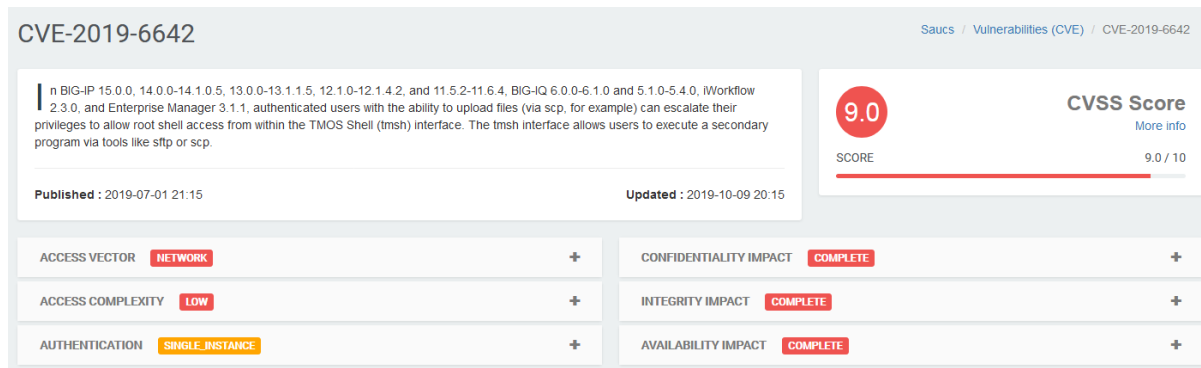 CVE-2019-6642
Saucs / Vulnerabilities (CVE) / CVE-2019-6642
In BIG-IP 15.0.0, 14.0.0-14.1.0.5, 13.0.0-13.1.1.5, 12.1.0-12.1.4.2, and 11.5.2-11.6.4, BIG-IQ 6.0.0-6.1.0 and 5.1.0-5.4.0, iWorkflow
2.3.0, and Enterprise Manager 3.1.1, authenticated users with the ability to upload files (via scp, for example) can escalate their
privileges to allow root shell access from within the TMOS Shell (tmsh) interface. The tmsh interface allows users to execute a secondary
program via tools like sftp or scp.
Published : 2019-07-01 21:15
Updated : 2019-10-09 20:15
9.0
CVSS Score
More info
SCORE
9.0 / 10
ACCESS VECTOR NETWORK +
ACCESS COMPLEXITY LOW +
AUTHENTICATION SINGLE_INSTANCE +
CONFIDENTIALITY IMPACT COMPLETE +
INTEGRITY IMPACT COMPLETE +
AVAILABILITY IMPACT COMPLETE +